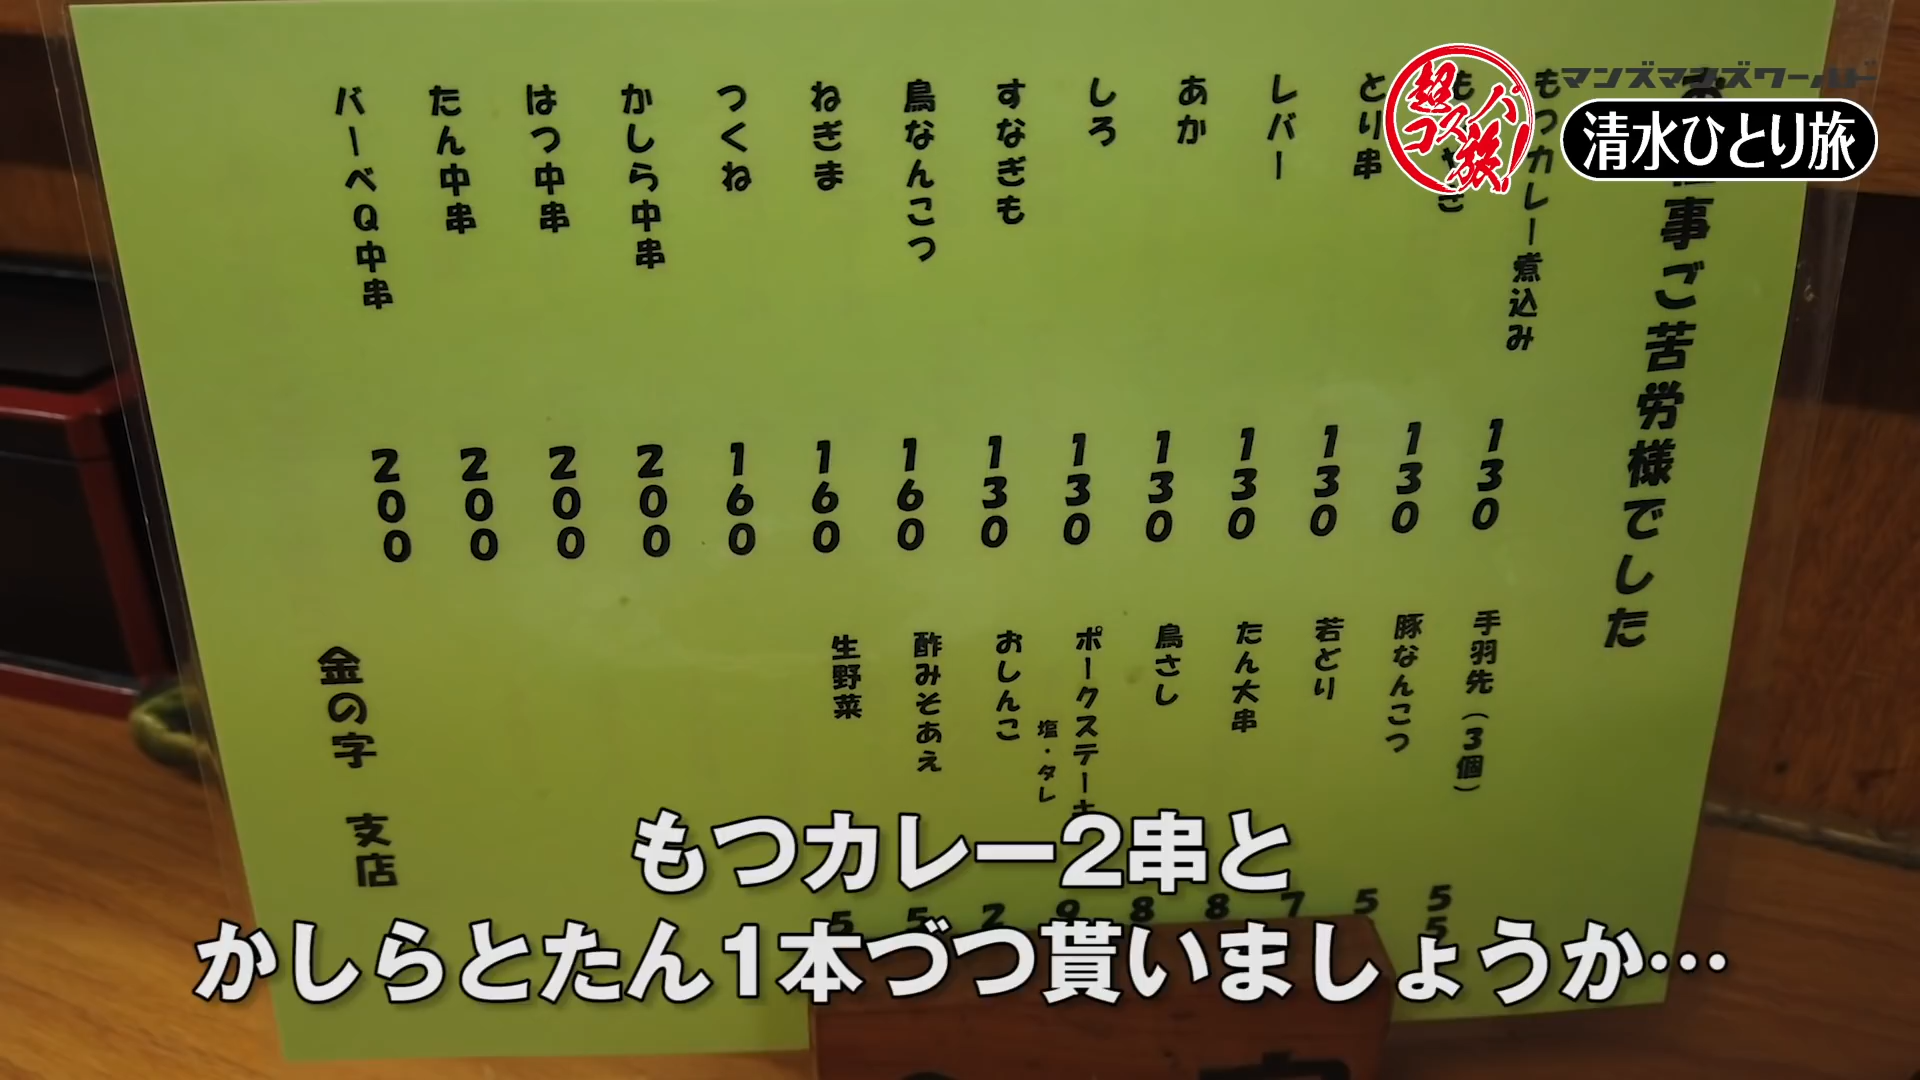 マンズマンズワールド
超コスパ旅!
清水ひとり旅
事ご苦労様でした
もつカレー煮込み 130
130
とり串 130
レバー 130
あか 130
しろ 130
すなぎも 130
鳥なんこつ 160
ねぎま 160
つくね 160
かしら中串 200
はつ中串 200
たん中串 200
バーベQ中串 200
手羽先(3個)
豚なんこつ
若どり
たん大串
鳥さし
ポークステーキ
塩・タレ
おしんこ
酢みそあえ
生野菜
金の字 支店
もつカレー2串と
かしらとたん1本づつ貰いましょうか…